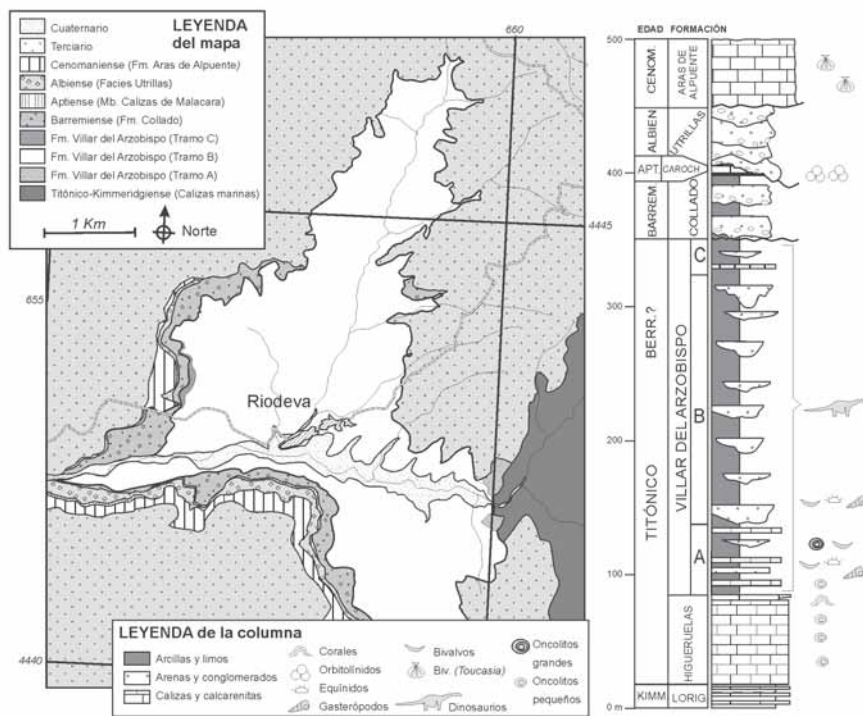 LEYENDA
del mapa
Cuaternario
Terciario
Cenomaniense (Fm. Aras de Alpuente)
Albiense (Facies Utrillas)
Aptiense (Mb. Calizas de Malacara)
Barremiense (Fm. Collado)
Fm. Villar del Arzobispo (Tramo C)
Fm. Villar del Arzobispo (Tramo B)
Fm. Villar del Arzobispo (Tramo A)
Titónico-Kimmeridgiense (Calizas marinas)
1 Km
Norte
660
4445
655
Riodeva
4440
LEYENDA de la columna
Arcillas y limos
Arenas y conglomerados
Calizas y calcarenitas
Corales
Orbitolínidos
Equínidos
Gasterópodos
Bivalvos
Biv. (Toucasia)
Dinosaurios
Oncolitos
grandes
Oncolitos
pequeños
EDAD FORMACIÓN
500
400
300
200
100
0 m
CENOM.
ALBIEN
APT.
BARREM.
BERR.?
TITÓNICO
KIMM
ARAS DE
ALPUENTE
UTRILLAS
CAROCH
COLLADO
VILLAR DEL ARZOBISPO
C
B
A
HIGUERUELAS
LORIG.